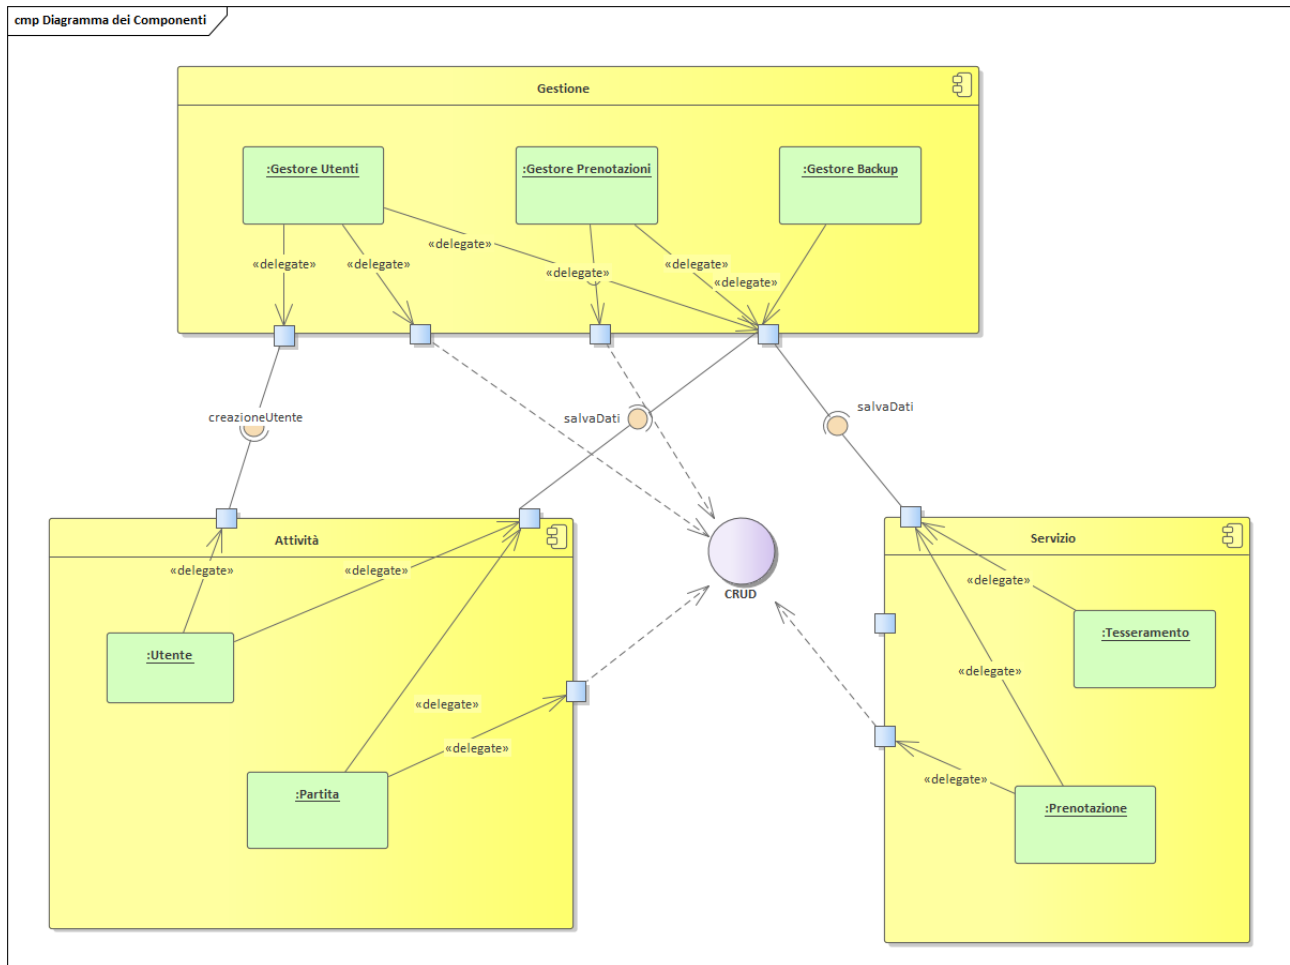 cmp Diagramma dei Componenti
Gestione
:Gestore Utenti
:Gestore Prenotazioni
:Gestore Backup
«delegate»
«delegate»
«delegate»
«delegate»
«delegate»
«delegate»
creazioneUtente
salvaDati
salvaDati
Attività
«delegate»
«delegate»
:Utente
«delegate»
«delegate»
:Partita
CRUD
Servizio
«delegate»
:Tesseramento
«delegate»
«delegate»
:Prenotazione